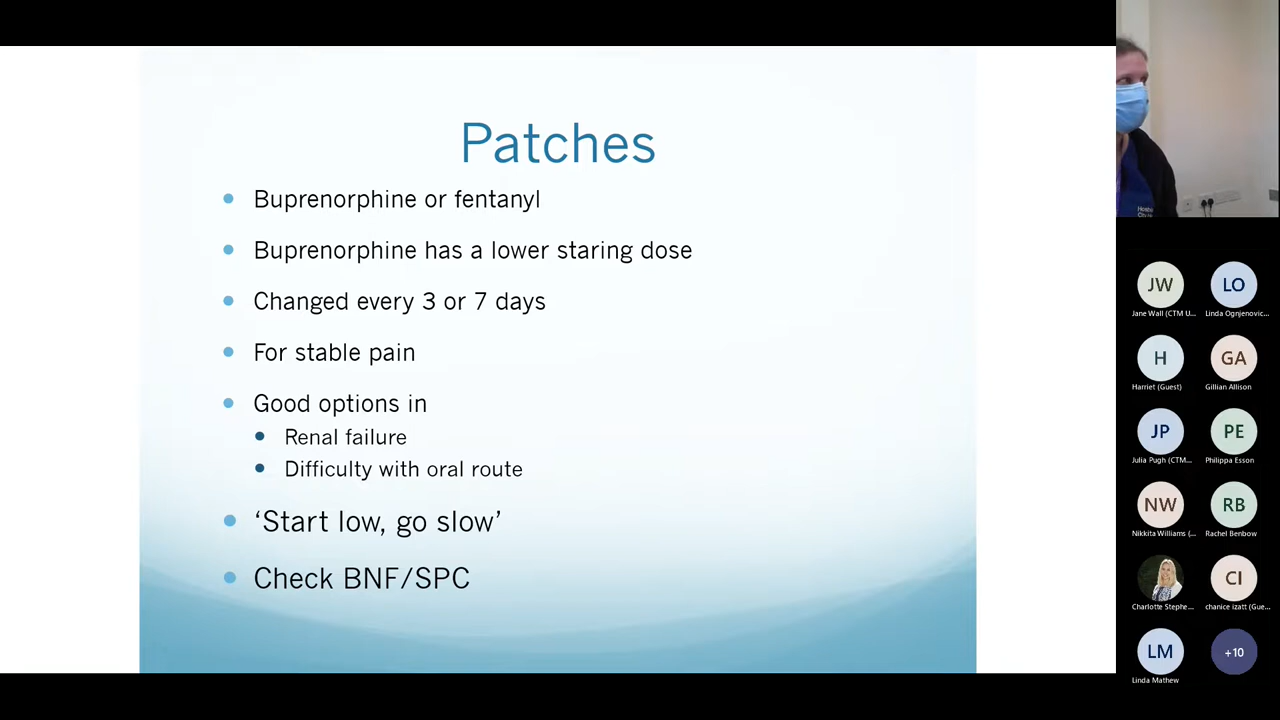 Patches
Buprenorphine or fentanyl
Buprenorphine has a lower staring dose
Changed every 3 or 7 days
For stable pain
Good options in
Renal failure
Difficulty with oral route
‘Start low, go slow’
Check BNF/SPC
JW
LO
Jane Wall (CTM U...
Linda Ognjenovic...
H
GA
Harriet (Guest)
Gillian Allison
JP
PE
Julia Pugh (CTM...
Philippa Esson
NW
RB
Nikkita Williams (...
Rachel Benbow
CI
Charlotte Stephe...
chanice izatt (Gue...
LM
+10
Linda Mathew